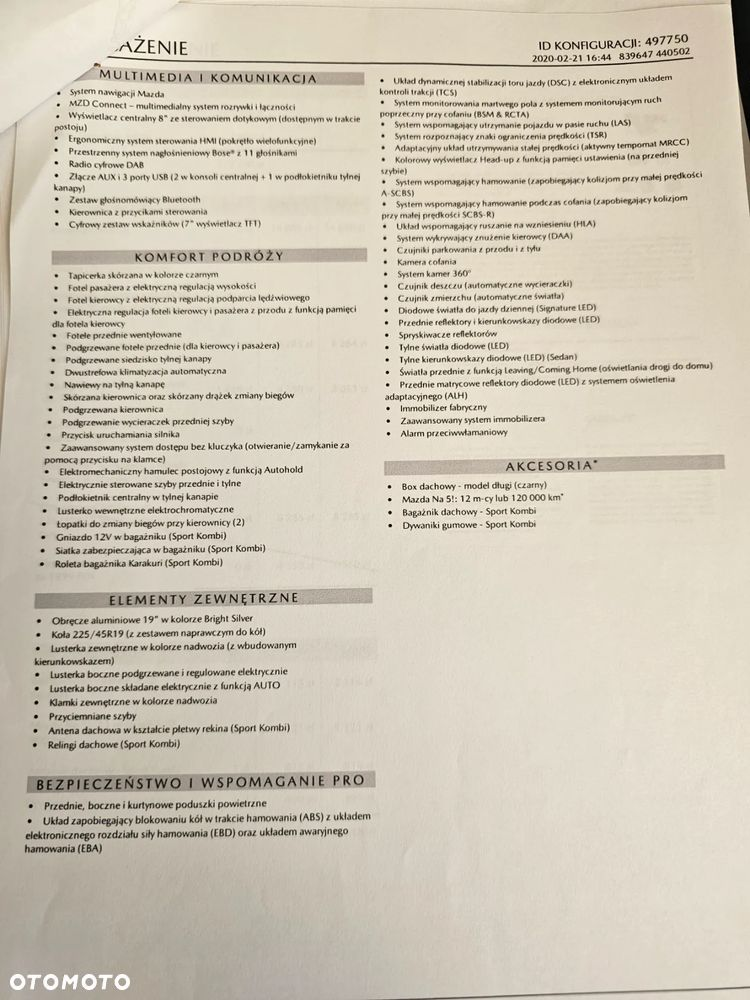 AŻENIE
ID KONFIGURACJI: 497750
2020-02-21 16:44 839647 440502
MULTIMEDIA I KOMUNIKACJA
• System nawigacji Mazda
• MZD Connect – multimedialny system rozrywki i łączności
• Wyświetlacz centralny 8" ze sterowaniem dotykowym (dostępnym w trakcie
postoju)
• Ergonomiczny system sterowania HMI (pokrętło wielofunkcyjne)
• Przestrzenny system nagłośnieniowy Bose® z 11 głośnikami
• Radio cyfrowe DAB
• Złącze AUX i 3 porty USB (2 w konsoli centralnej + 1 w podłokietniku tylnej
kanapy)
• Zestaw głośnomówiący Bluetooth
• Kierownica z przycikami sterowania
• Cyfrowy zestaw wskaźników (7" wyświetlacz TFT)
KOMFORT PODRÓŻY
• Tapicerka skórzana w kolorze czarnym
• Fotel pasażera z elektryczną regulacją wysokości
• Fotel kierowcy z elektryczną regulacją podparcia lędźwiowego
• Elektryczna regulacja foteli kierowcy i pasażera z przodu z funkcją pamięci
dla fotela kierowcy
• Fotele przednie wentylowane
• Podgrzewane fotele przednie (dla kierowcy i pasażera)
• Podgrzewane siedzisko tylnej kanapy
• Dwustrefowa klimatyzacja automatyczna
• Nawiewy na tylną kanapę
• Skórzana kierownica oraz skórzany drążek zmiany biegów
• Podgrzewana kierownica
• Podgrzewanie wycieraczek przedniej szyby
• Przycisk uruchamiania silnika
• Zaawansowany system dostępu bez kluczyka (otwieranie/zamykanie za
pomocą przycisku na klamce)
• Elektromechaniczny hamulec postojowy z funkcją Autohold
• Elektrycznie sterowane szyby przednie i tylne
• Podłokietnik centralny w tylnej kanapie
• Lusterko wewnętrzne elektrochromatyczne
• Łopatki do zmiany biegów przy kierownicy (2)
• Gniazdo 12V w bagażniku (Sport Kombi)
• Siatka zabezpieczająca w bagażniku (Sport Kombi)
• Roleta bagażnika Karakuri (Sport Kombi)
ELEMENTY ZEWNĘTRZNE
• Obręcze aluminiowe 19" w kolorze Bright Silver
• Koła 225/45R19 (z zestawem naprawczym do kół)
• Lusterka zewnętrzne w kolorze nadwozia (z wbudowanym
kierunkowskazem)
• Lusterka boczne podgrzewane i regulowane elektrycznie
• Lusterka boczne składane elektrycznie z funkcją AUTO
• Klamki zewnętrzne w kolorze nadwozia
• Przyciemniane szyby
• Antena dachowa w kształcie płetwy rekina (Sport Kombi)
• Relingi dachowe (Sport Kombi)
BEZPIECZEŃSTWO I WSPOMAGANIE PRO
• Przednie, boczne i kurtynowe poduszki powietrzne
• Układ zapobiegający blokowaniu kół w trakcie hamowania (ABS) z układem
elektronicznego rozdziału siły hamowania (EBD) oraz układem awaryjnego
hamowania (EBA)
• Układ dynamicznej stabilizacji toru jazdy (DSC) z elektronicznym układem
kontroli trakcji (TCS)
• System monitorowania martwego pola z systemem monitorującym ruch
poprzeczny przy cofaniu (BSM & RCTA)
• System wspomagający utrzymanie pojazdu w pasie ruchu (LAS)
• System rozpoznający znaki ograniczenia prędkości (TSR)
• Adaptacyjny układ utrzymywania stałej prędkości (aktywny tempomat MRCC)
• Kolorowy wyświetlacz Head-up z funkcją pamięci ustawienia (na przedniej
szybie)
• System wspomagający hamowanie (zapobiegający kolizjom przy małej prędkości
A-SCBS)
• System wspomagający hamowanie podczas cofania (zapobiegający kolizjom
przy małej prędkości SCBS-R)
• Układ wspomagający ruszanie na wzniesieniu (HLA)
• System wykrywający znużenie kierowcy (DAA)
• Czujniki parkowania z przodu i z tyłu
• Kamera cofania
• System kamer 360°
• Czujnik deszczu (automatyczne wycieraczki)
• Czujnik zmierzchu (automatyczne światła)
• Diodowe światła do jazdy dziennej (Signature LED)
• Przednie reflektory i kierunkowskazy diodowe (LED)
• Spryskiwacze reflektorów
• Tylne światła diodowe (LED)
• Tylne kierunkowskazy diodowe (LED) (Sedan)
• Światła przednie z funkcją Leaving/Coming Home (oświetlania drogi do domu)
• Przednie matrycowe reflektory diodowe (LED) z systemem oświetlenia
adaptacyjnego (ALH)
• Immobilizer fabryczny
• Zaawansowany system immobilizera
• Alarm przeciwwłamaniowy
AKCESORIA*
• Box dachowy - model długi (czarny)
• Mazda Na 5!: 12 m-cy lub 120 000 km*
• Bagażnik dachowy - Sport Kombi
• Dywaniki gumowe - Sport Kombi
OTOMOTO